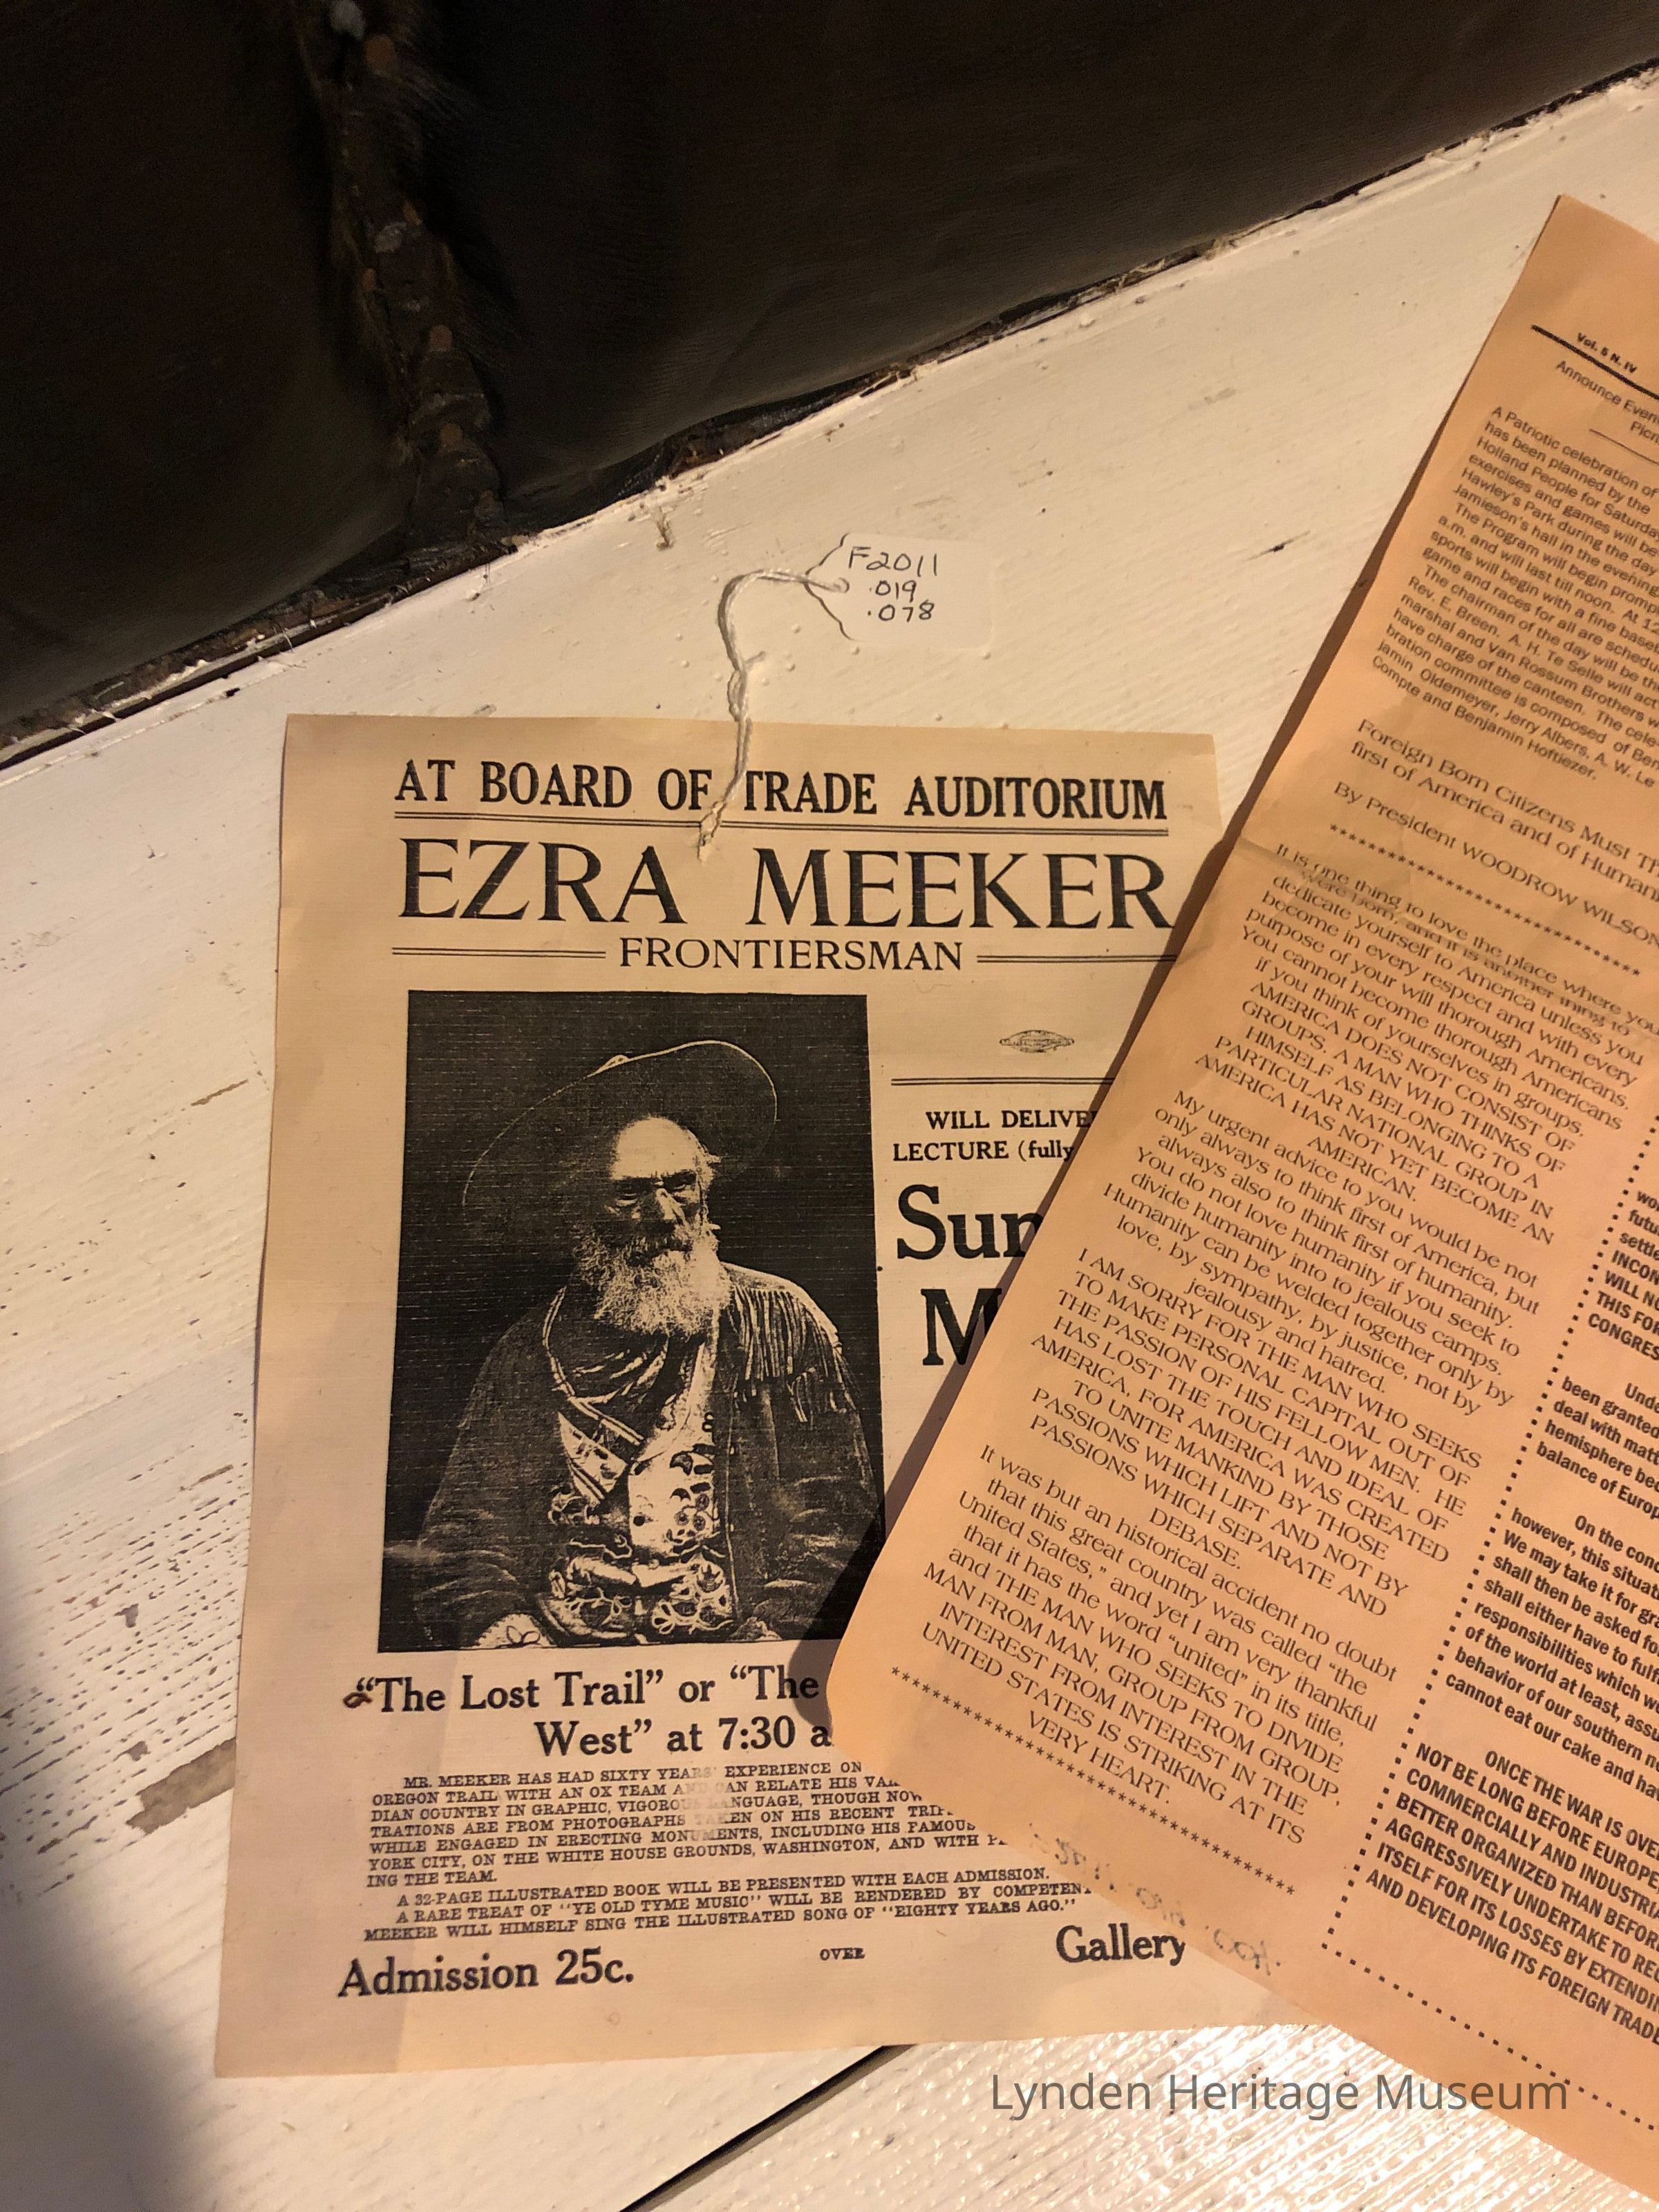 F2011
.019
.078
AT BOARD OF TRADE AUDITORIUM
EZRA MEEKER
FRONTIERSMAN
WILL DELIVE
LECTURE (fully
Sun
M
"The Lost Trail" or "The
West" at 7:30 a
MR. MEEKER HAS HAD SIXTY YEARS' EXPERIENCE ON
OREGON TRAIL WITH AN OX TEAM AND CAN RELATE HIS VA
DIAN COUNTRY IN GRAPHIC, VIGOROUS LANGUAGE, THOUGH NOW
TRATIONS ARE FROM PHOTOGRAPHS TAKEN ON HIS RECENT TRIP
WHILE ENGAGED IN ERECTING MONUMENTS, INCLUDING HIS FAMOUS
YORK CITY, ON THE WHITE HOUSE GROUNDS, WASHINGTON, AND WITH
ING THE TEAM.
A 32-PAGE ILLUSTRATED BOOK WILL BE PRESENTED WITH EACH ADMISSION.
A RARE TREAT OF "YE OLD TYME MUSIC" WILL BE RENDERED BY COMPETENT
MEEKER WILL HIMSELF SING THE ILLUSTRATED SONG OF "EIGHTY YEARS AGO."
Admission 25c.
OVER
Gallery
Vol. 5 N. IV
Announce Even
Picn
A Patriotic celebration of
has been planned by the
Holland People for Saturday
exercises and games will be
Hawley's Park during the day
Jamieson's hall in the evening.
The Program will begin promp
a.m. and will last till noon. At 12
sports will begin with a fine baseb
game and races for all are schedu
The chairman of the day will be the
Rev. E. Breen. A. H. Te Selle will act
marshal and Van Rossum Brothers w
have charge of the canteen. The cele-
bration committee is composed of Ben
jamin Oldemeyer, Jerry Albers, A. W. Le
Compte and Benjamin Hoftiezer.
Foreign Born Citizens Must Th
first of America and of Humani
By President WOODROW WILSON
****************************
It is one thing to love the place where you
were born, and it is another thing to
dedicate yourself to America unless you
become in every respect and with every
purpose of your will thorough Americans.
You cannot become thorough Americans
if you think of yourselves in groups.
AMERICA DOES NOT CONSIST OF
GROUPS. A MAN WHO THINKS OF
HIMSELF AS BELONGING TO A
PARTICULAR NATIONAL GROUP IN
AMERICA HAS NOT YET BECOME AN
AMERICAN.
My urgent advice to you would be not
only always to think first of America, but
always also to think first of humanity.
You do not love humanity if you seek to
divide humanity into to jealous camps.
Humanity can be welded together only by
love, by sympathy, by justice, not by
jealousy and hatred.
I AM SORRY FOR THE MAN WHO SEEKS
TO MAKE PERSONAL CAPITAL OUT OF
THE PASSION OF HIS FELLOW MEN. HE
HAS LOST THE TOUCH AND IDEAL OF
AMERICA, FOR AMERICA WAS CREATED
TO UNITE MANKIND BY THOSE
PASSIONS WHICH LIFT AND NOT BY
PASSIONS WHICH SEPARATE AND
DEBASE.
It was but an historical accident no doubt
that this great country was called "the
United States," and yet I am very thankful
that it has the word "united" in its title,
and THE MAN WHO SEEKS TO DIVIDE
MAN FROM MAN, GROUP FROM GROUP,
INTEREST FROM INTEREST IN THE
UNITED STATES IS STRIKING AT ITS
VERY HEART.
************************************
wo
futu
settle
INCON
WILL NO
THIS FOR
CONGRES
Unde
been granted
deal with matt
hemisphere bec
balance of Europ
On the cond
however, this situati
We may take it for gra
shall then be asked fo
shall either have to fulfi
responsibilities which we
of the world at least, assu
behavior of our southern ne
cannot eat our cake and hav
ONCE THE WAR IS OVE
NOT BE LONG BEFORE EUROPE
COMMERCIALLY AND INDUSTRIA
BETTER ORGANIZED THAN BEFOR
AGGRESSIVELY UNDERTAKE TO REC
ITSELF FOR ITS LOSSES BY EXTENDIN
AND DEVELOPING ITS FOREIGN TRADE
Lynden Heritage Museum